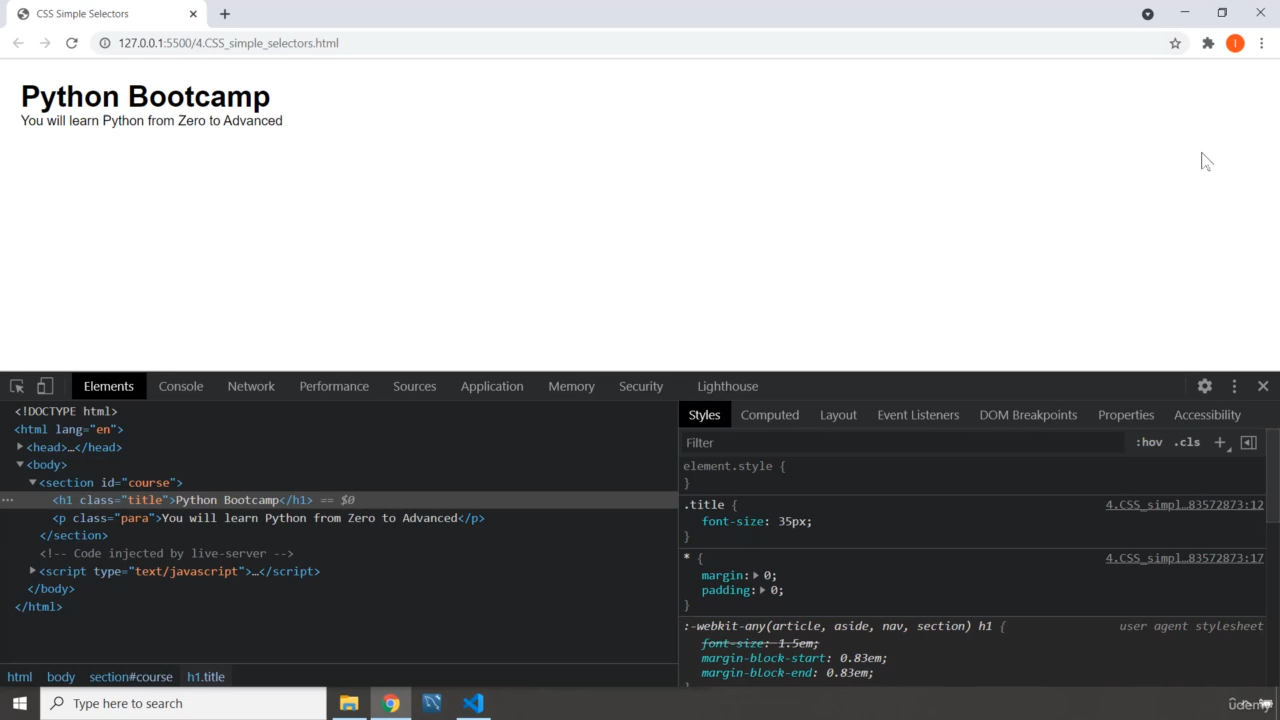 CSS Simple Selectors
127.0.0.1:5500/4.CSS_simple_selectors.html
I
Python Bootcamp
You will learn Python from Zero to Advanced
Elements Console Network Performance Sources Application Memory Security Lighthouse
<!DOCTYPE html>
<html lang="en">
<head>…</head>
<body>
<section id="course">
<h1 class="title">Python Bootcamp</h1> == $0
<p class="para">You will learn Python from Zero to Advanced</p>
</section>
<!-- Code injected by live-server -->
<script type="text/javascript">…</script>
</body>
</html>
html body section#course h1.title
Styles Computed Layout Event Listeners DOM Breakpoints Properties Accessibility
Filter :hov .cls
element.style {
}
.title { 4.CSS_simpl…83572873:12
font-size: 35px;
}
* { 4.CSS_simpl…83572873:17
margin: 0;
padding: 0;
}
:-webkit-any(article, aside, nav, section) h1 { user agent stylesheet
font-size: 1.5em;
margin-block-start: 0.83em;
margin-block-end: 0.83em;
Type here to search
udemy